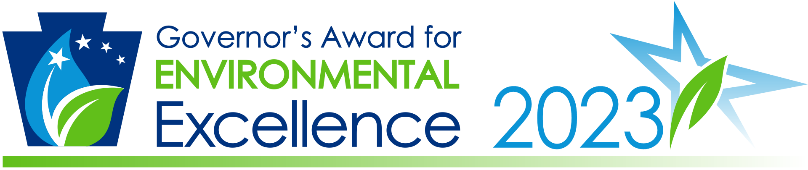 Governor's Award for
ENVIRONMENTAL
Excellence 2023